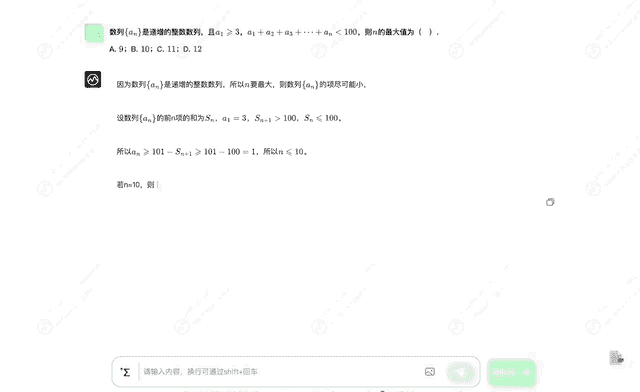 数列{aₙ}是递增的整数数列，且a₁⩾3，a₁+a₂+a₃+⋯+aₙ<100，则n的最大值为（ ）．
A. 9；B. 10；C. 11；D. 12
因为数列{aₙ}是递增的整数数列，所以n要最大，则数列{aₙ}的项尽可能小，
设数列{aₙ}的前n项的和为Sₙ，a₁=3，Sₙ₊₁>100，Sₙ⩽100。
所以aₙ⩾101−Sₙ₊₁⩾101−100=1，所以n⩽10。
若n=10，则
请输入内容，换行可通过shift+回车